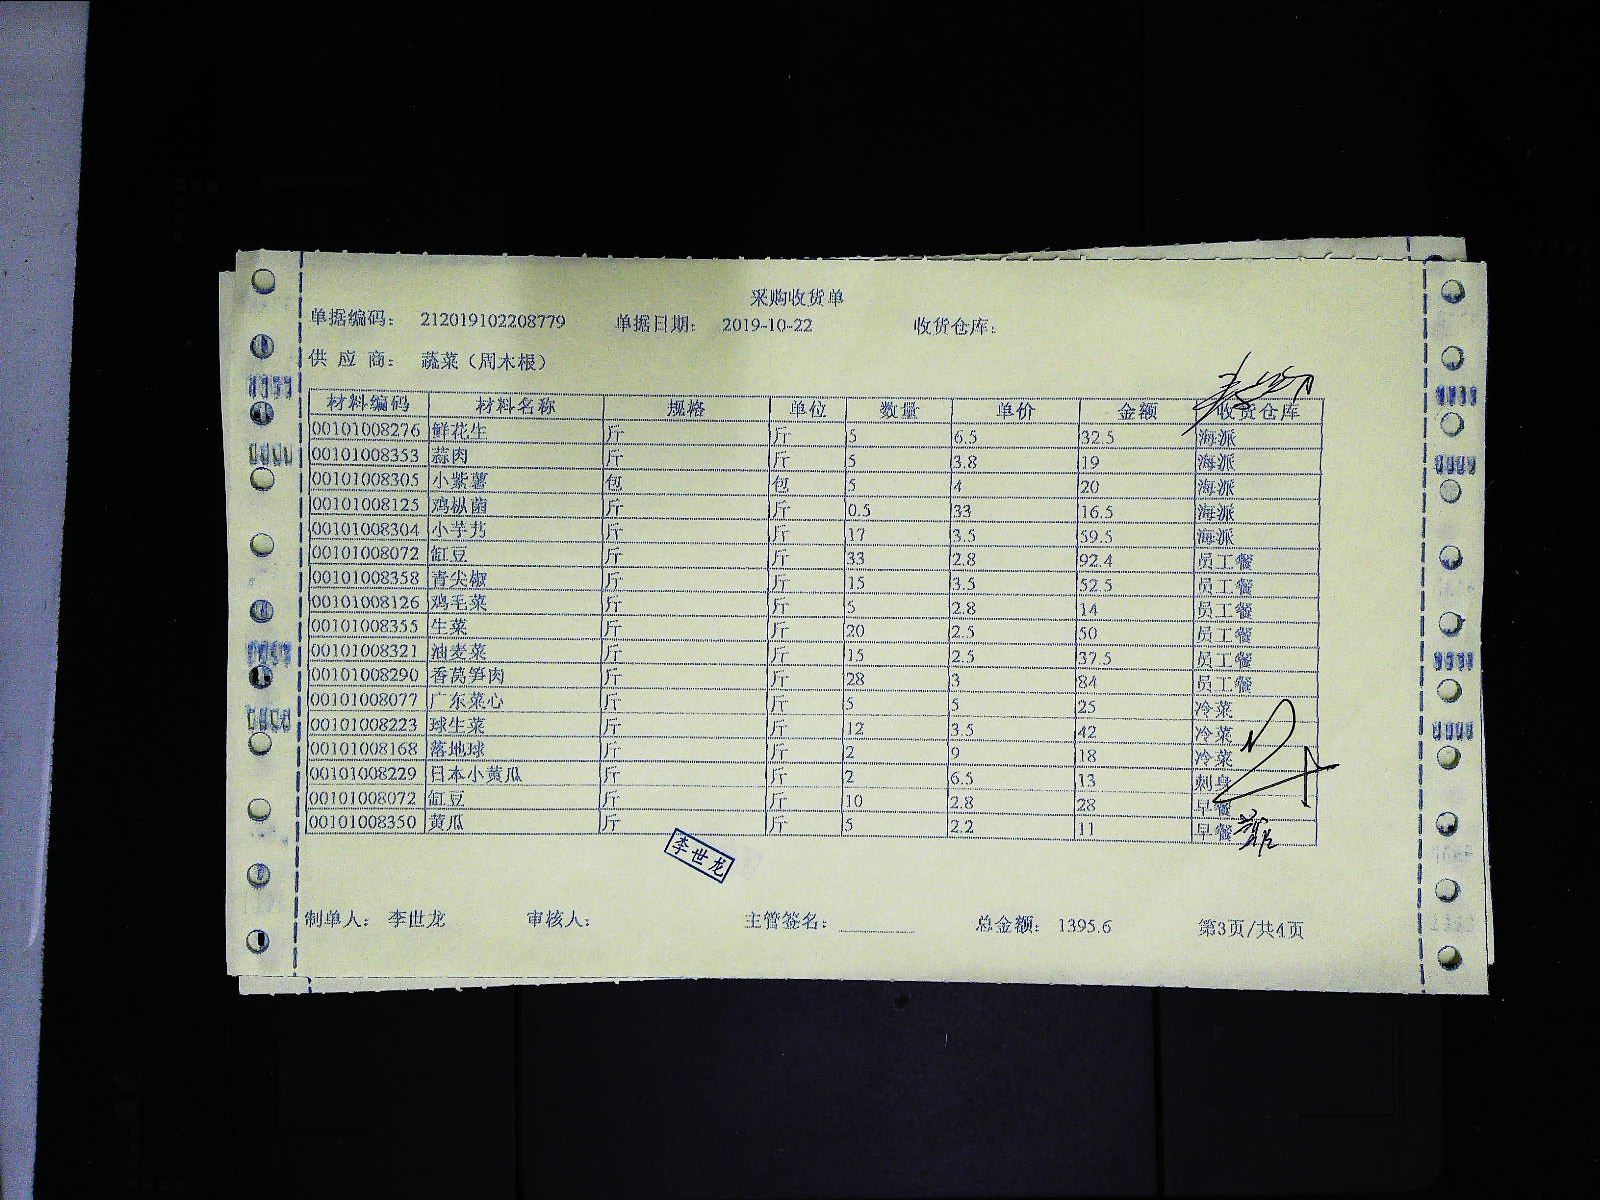 采购收货单
单据编码： 212019102208779 单据日期： 2019-10-22 收货仓库：
供 应 商： 蔬菜（周木根）
材料编码 材料名称 规格 单位 数量 单价 金额 收货仓库
00101008276 鲜花生 斤 斤 5 6.5 32.5 海派
00101008353 蒜肉 斤 斤 5 3.8 19 海派
00101008305 小紫薯 包 包 5 4 20 海派
00101008125 鸡枞菌 斤 斤 0.5 33 16.5 海派
00101008304 小芋艿 斤 斤 17 3.5 59.5 海派
00101008072 缸豆 斤 斤 33 2.8 92.4 员工餐
00101008358 青尖椒 斤 斤 15 3.5 52.5 员工餐
00101008126 鸡毛菜 斤 斤 5 2.8 14 员工餐
00101008355 生菜 斤 斤 20 2.5 50 员工餐
00101008321 油麦菜 斤 斤 15 2.5 37.5 员工餐
00101008290 香莴笋肉 斤 斤 28 3 84 员工餐
00101008077 广东菜心 斤 斤 5 5 25 冷菜
00101008223 球生菜 斤 斤 12 3.5 42 冷菜
00101008168 落地球 斤 斤 2 9 18 冷菜
00101008229 日本小黄瓜 斤 斤 2 6.5 13 刺身
00101008072 缸豆 斤 斤 10 2.8 28 早餐
00101008350 黄瓜 斤 斤 5 2.2 11 早餐
李世龙
制单人： 李世龙 审核人： 主管签名： 总金额： 1395.6 第3页/共4页